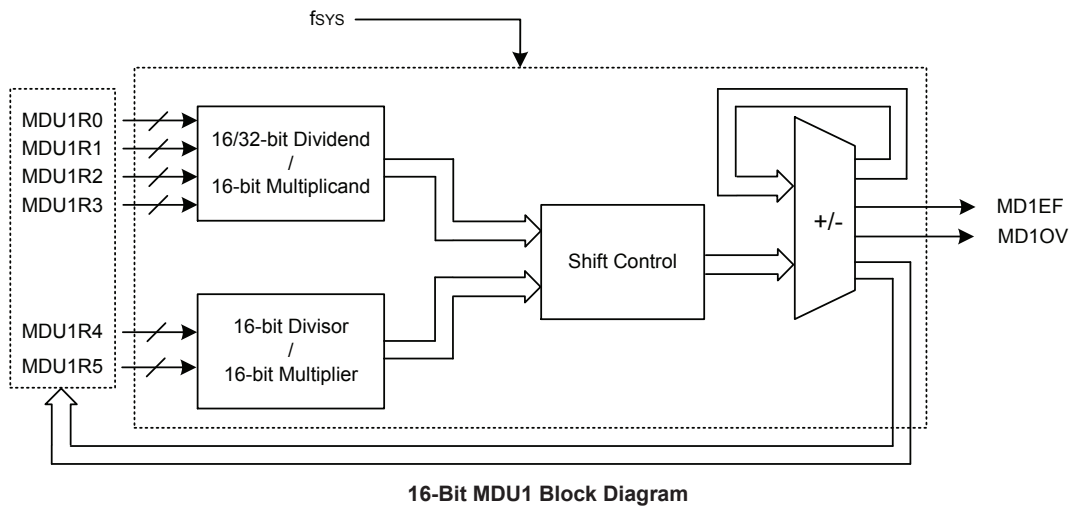 fSYS
MDU1R0
MDU1R1
MDU1R2
MDU1R3
16/32-bit Dividend
/
16-bit Multiplicand
MDU1R4
MDU1R5
16-bit Divisor
/
16-bit Multiplier
Shift Control
+/-
MD1EF
MD1OV
16-Bit MDU1 Block Diagram